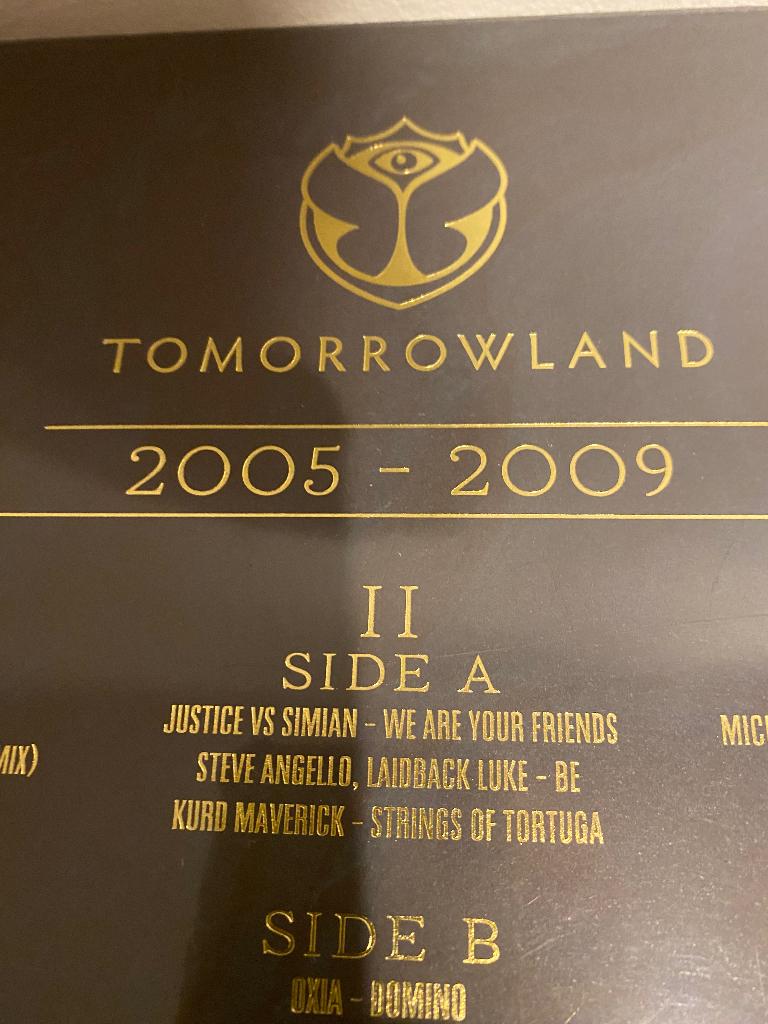 TOMORROWLAND
2005 - 2009
II
SIDE A
JUSTICE VS SIMIAN - WE ARE YOUR FRIENDS
STEVE ANGELLO, LAIDBACK LUKE - BE
KURD MAVERICK - STRINGS OF TORTUGA
SIDE B
OXIA - DOMINO